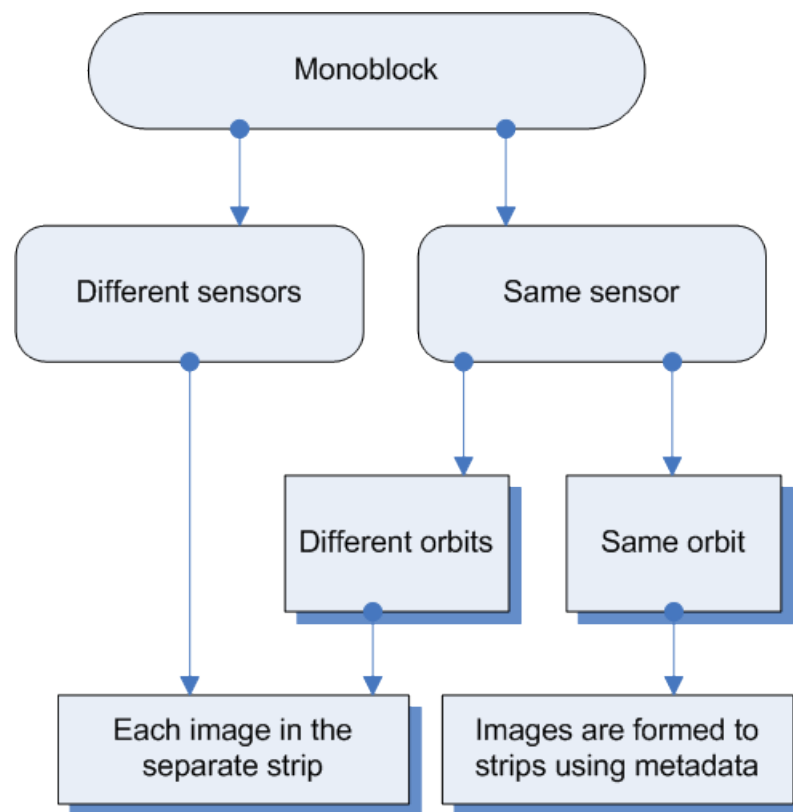 Monoblock
Different sensors
Same sensor
Different orbits
Same orbit
Each image in the
separate strip
Images are formed to
strips using metadata